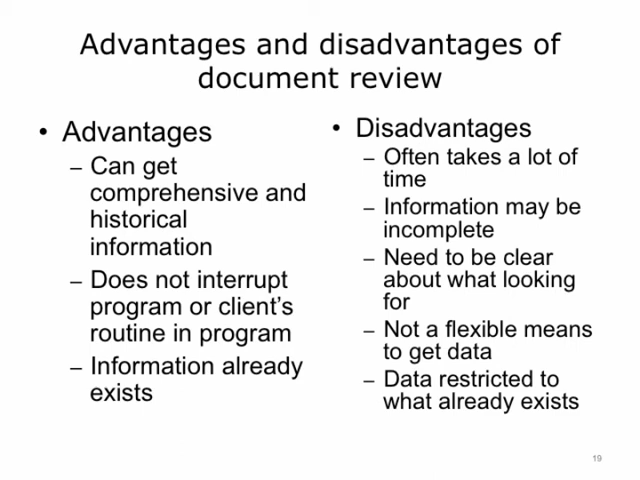 Advantages and disadvantages of
document review
• Advantages
– Can get
comprehensive and
historical
information
– Does not interrupt
program or client's
routine in program
– Information already
exists
• Disadvantages
– Often takes a lot of
time
– Information may be
incomplete
– Need to be clear
about what looking
for
– Not a flexible means
to get data
– Data restricted to
what already exists
19